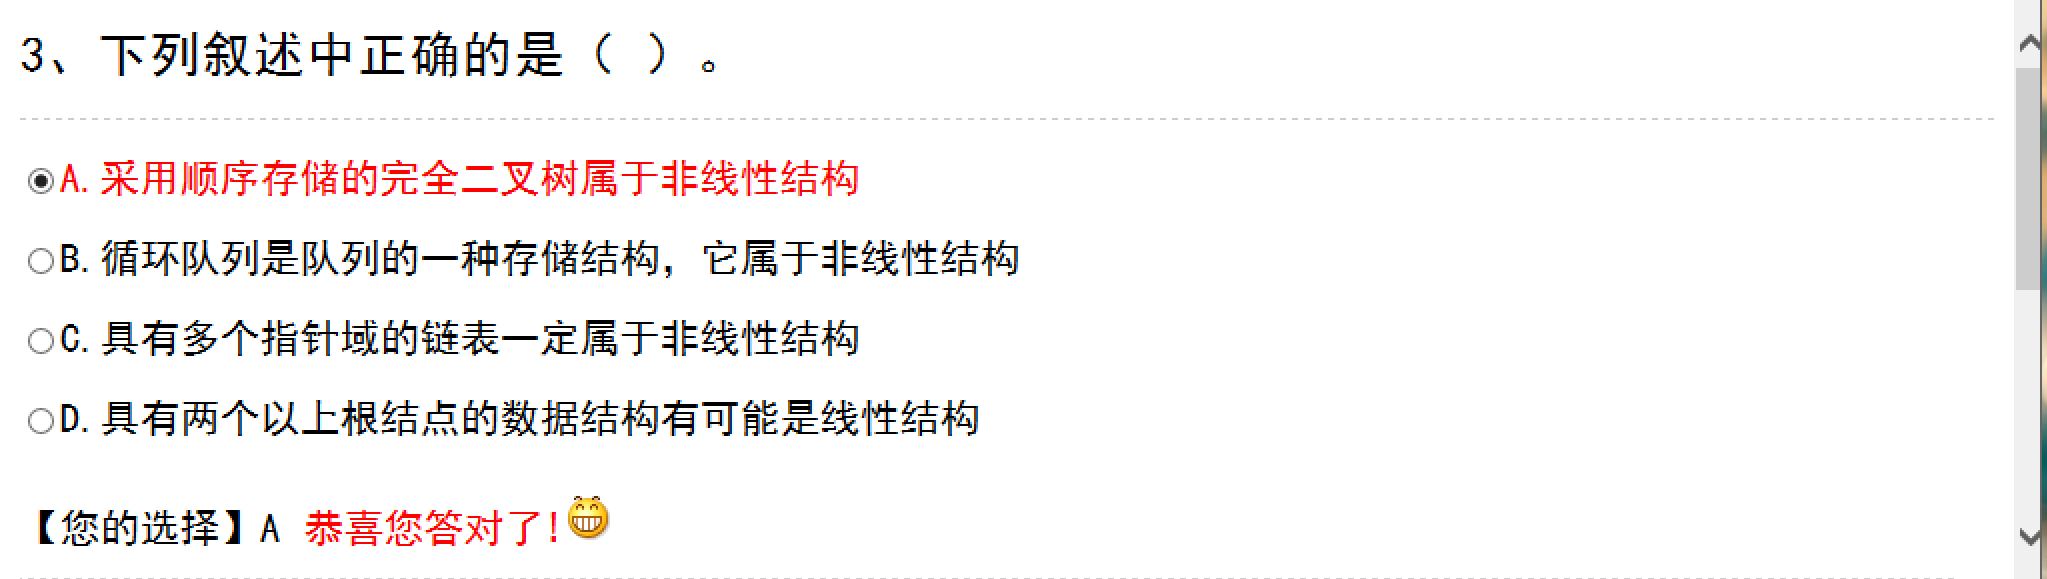 3、下列叙述中正确的是（ ）。
A. 采用顺序存储的完全二叉树属于非线性结构
B. 循环队列是队列的一种存储结构，它属于非线性结构
C. 具有多个指针域的链表一定属于非线性结构
D. 具有两个以上根结点的数据结构有可能是线性结构
【您的选择】A 恭喜您答对了!